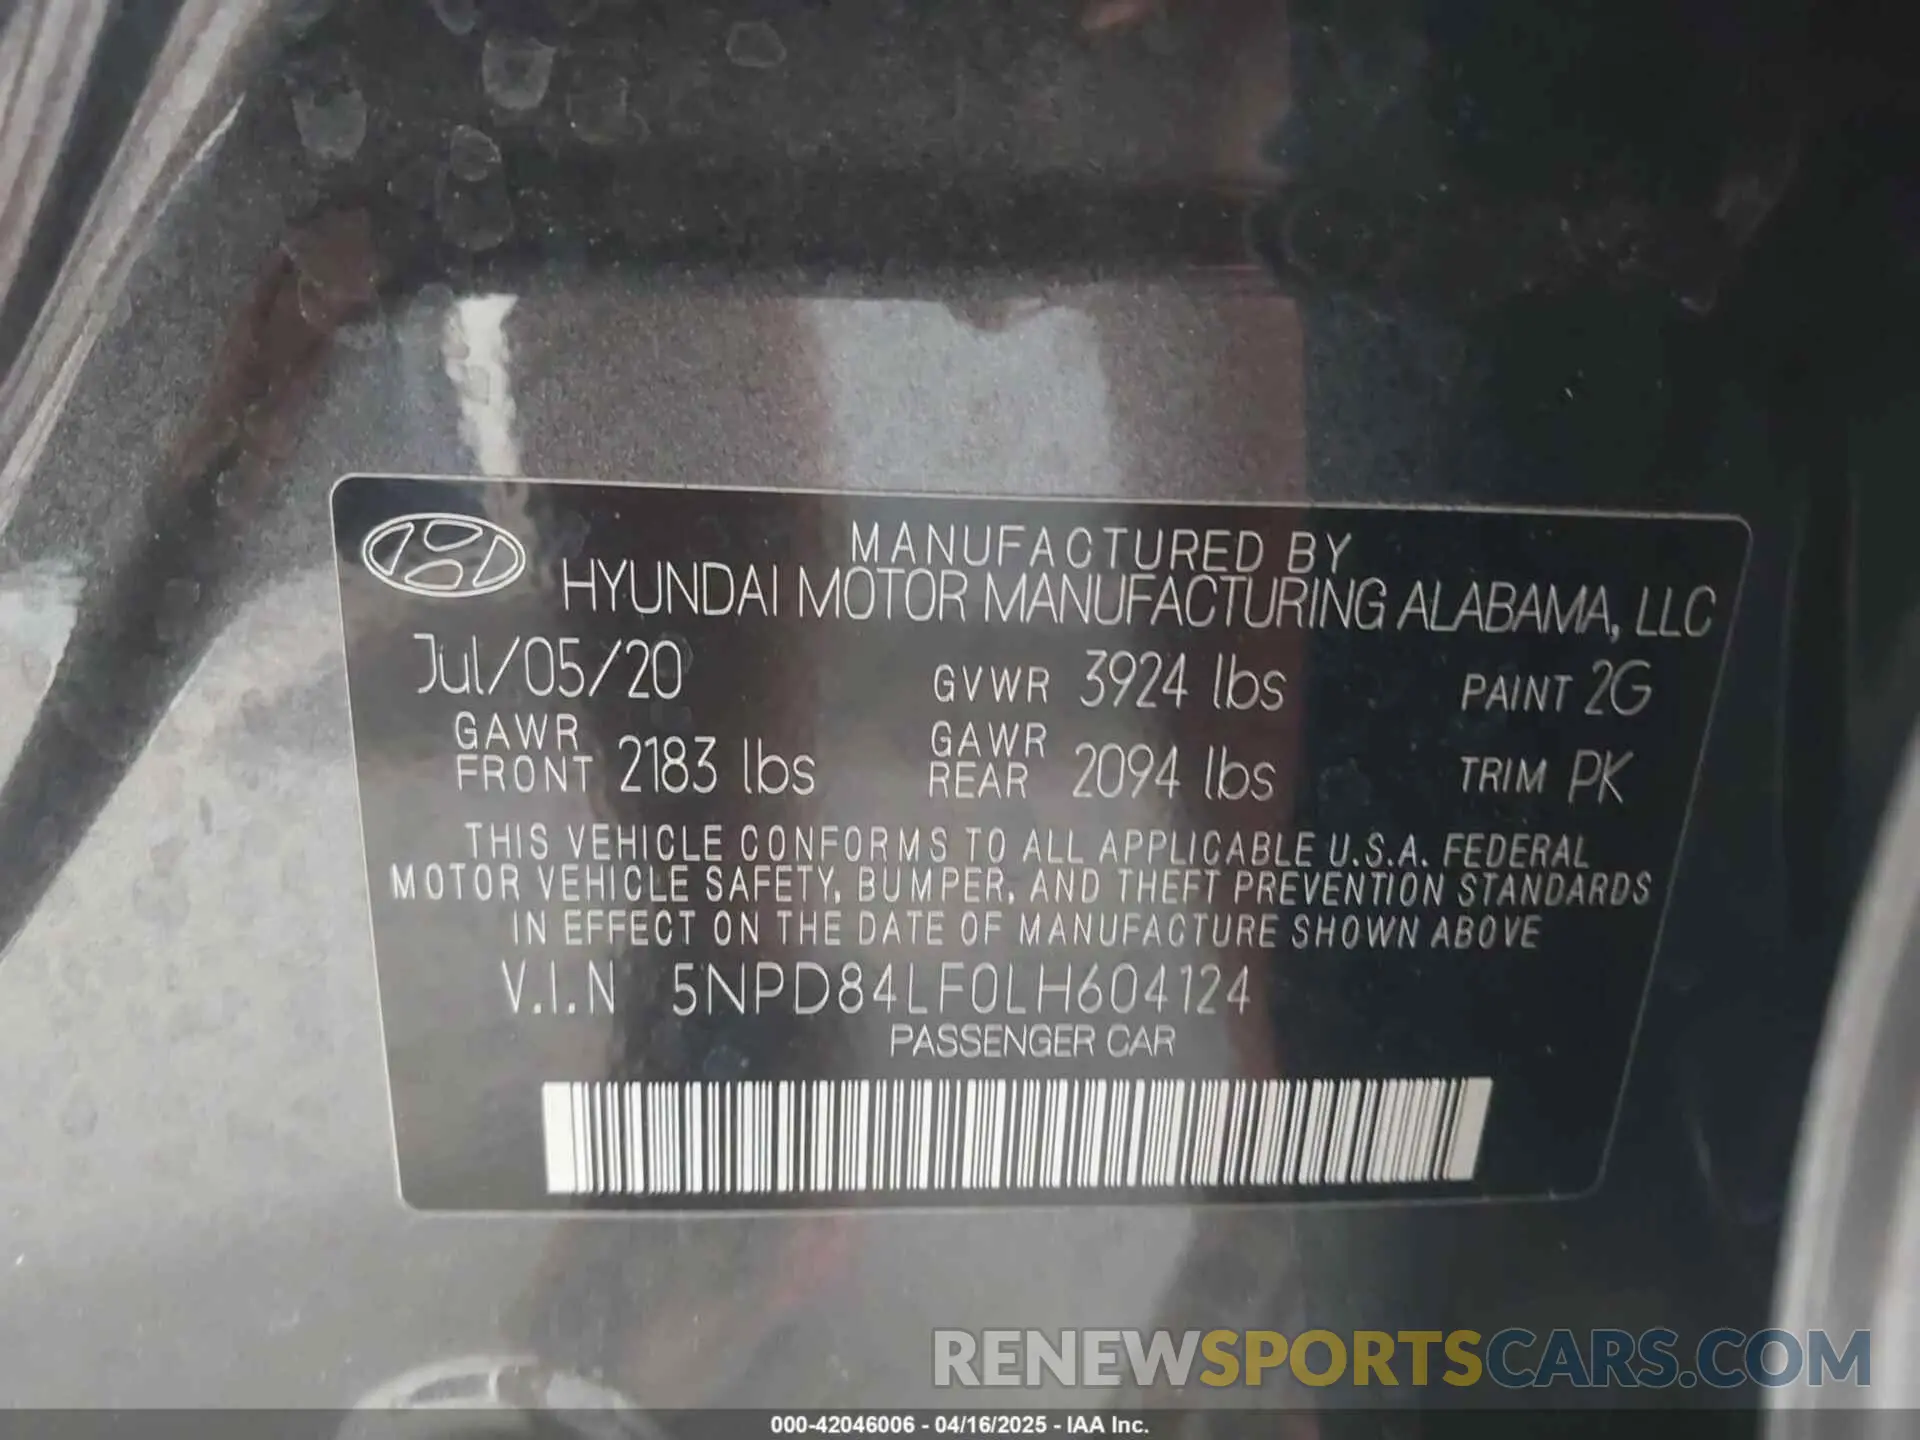 MANUFACTURED BY
HYUNDAI MOTOR MANUFACTURING ALABAMA, LLC
Jul/05/20 GVWR 3924 lbs PAINT 2G
GAWR FRONT 2183 lbs GAWR REAR 2094 lbs TRIM PK
THIS VEHICLE CONFORMS TO ALL APPLICABLE U.S.A. FEDERAL
MOTOR VEHICLE SAFETY, BUMPER, AND THEFT PREVENTION STANDARDS
IN EFFECT ON THE DATE OF MANUFACTURE SHOWN ABOVE
V.I.N 5NPD84LF0LH604124
PASSENGER CAR
RENEWSPORTSCARS.COM
000-42046006 - 04/16/2025 - IAA Inc.